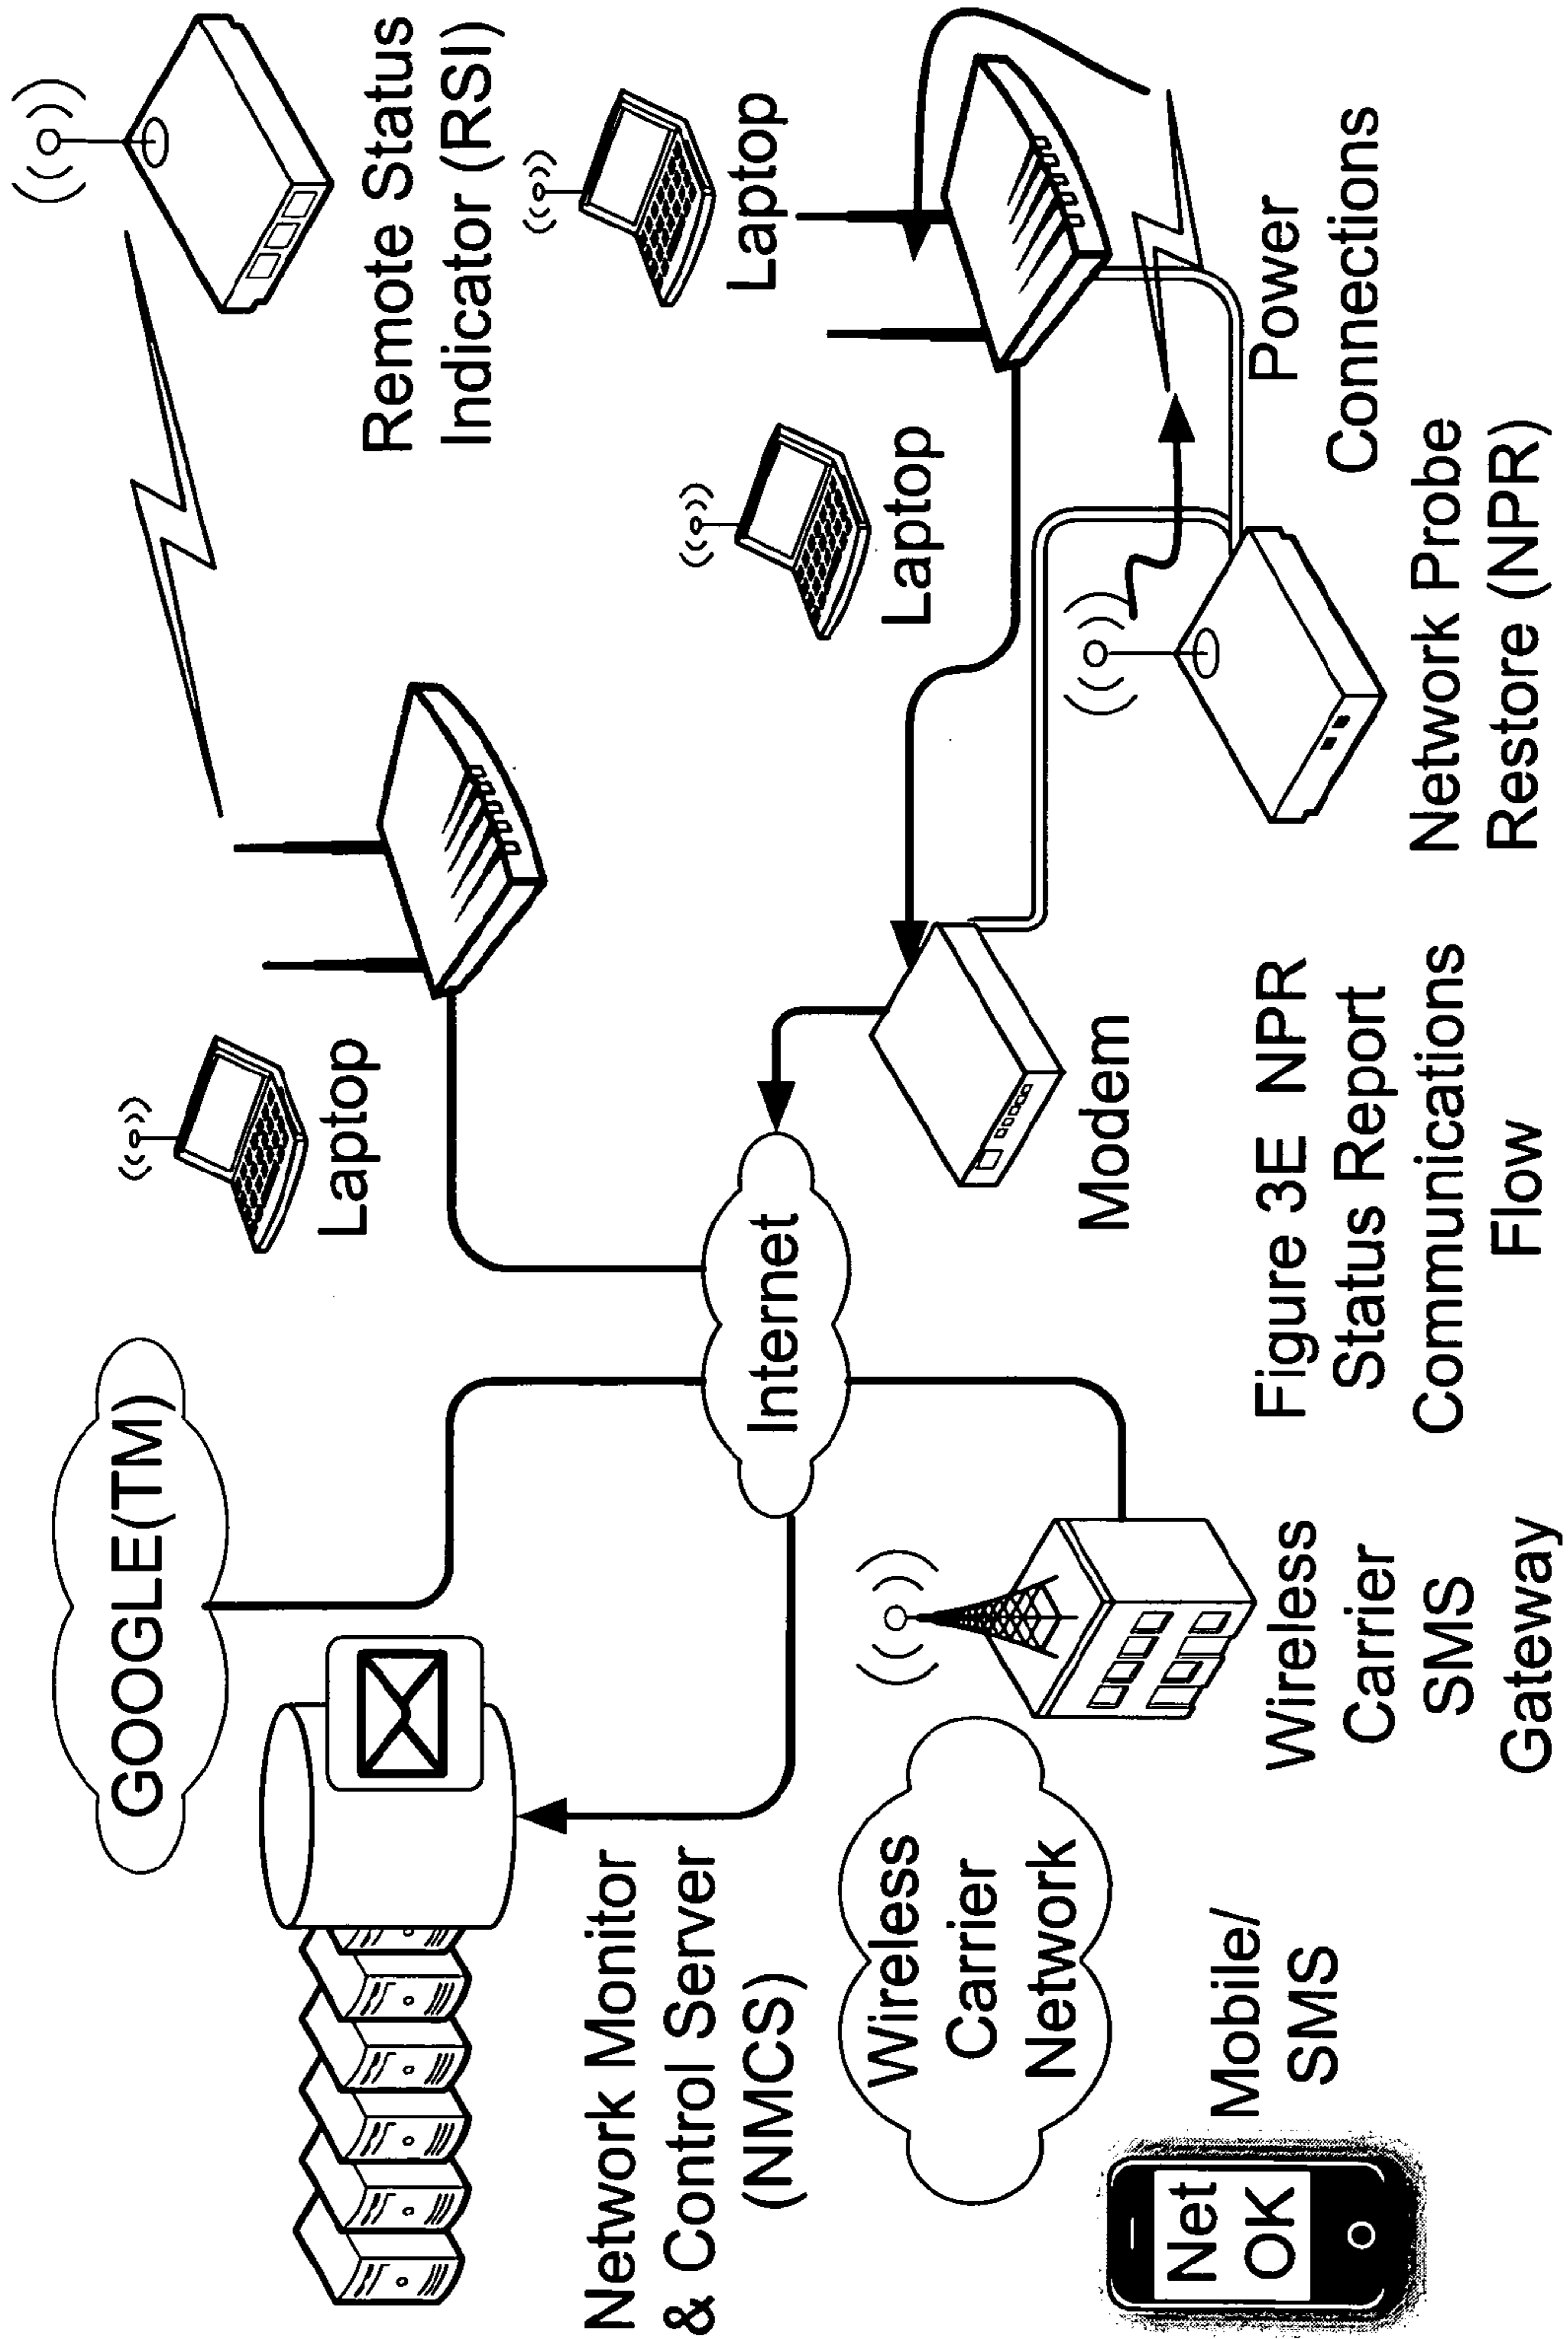 GOOGLE(TM)
Laptop
Remote Status
Indicator (RSI)
Network Monitor
& Control Server
(NMCS)
Internet
Laptop
Laptop
Wireless
Carrier
Network
Modem
Power
Connections
Mobile/
SMS
Net
OK
Wireless
Carrier
SMS
Gateway
Figure 3E NPR
Status Report
Communications
Flow
Network Probe
Restore (NPR)